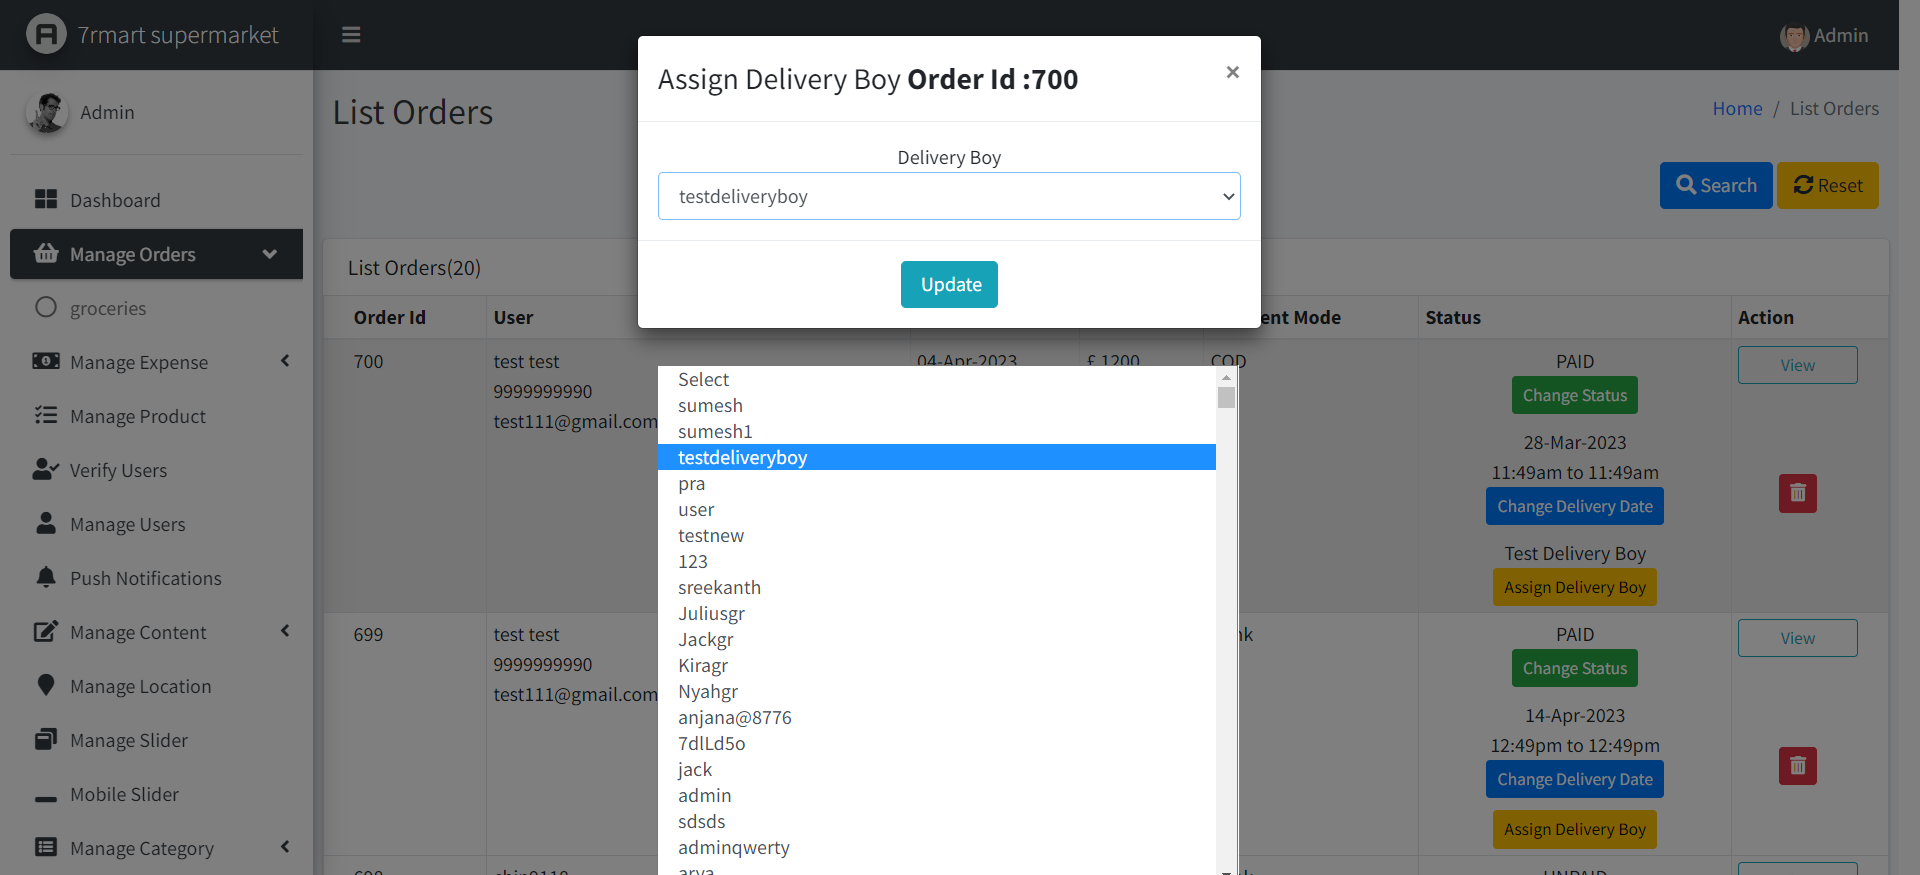 7rmart supermarket
Admin
Admin
Dashboard
Manage Orders
groceries
Manage Expense
Manage Product
Verify Users
Manage Users
Push Notifications
Manage Content
Manage Location
Manage Slider
Mobile Slider
Manage Category
List Orders
Home / List Orders
Search
Reset
Assign Delivery Boy Order Id :700
×
Delivery Boy
testdeliveryboy
Update
List Orders(20)
Order Id
User
ent Mode
Status
Action
700
test test
9999999990
test111@gmail.com
04-Apr-2023
£ 1200
COD
PAID
Change Status
28-Mar-2023
11:49am to 11:49am
Change Delivery Date
Test Delivery Boy
Assign Delivery Boy
View
Select
sumesh
sumesh1
testdeliveryboy
pra
user
testnew
123
sreekanth
Juliusgr
Jackgr
Kiragr
Nyahgr
anjana@8776
7dlLd5o
jack
admin
sdsds
adminqwerty
arya
699
test test
9999999990
test111@gmail.com
nk
PAID
Change Status
14-Apr-2023
12:49pm to 12:49pm
Change Delivery Date
Assign Delivery Boy
View
UNPAID